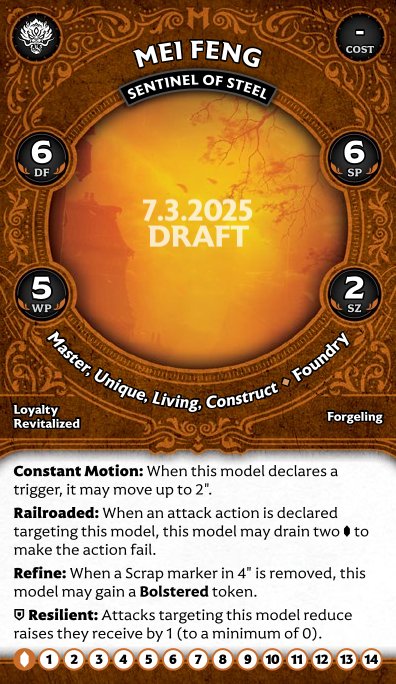 -
COST
MEI FENG
SENTINEL OF STEEL
6
DF
6
SP
7.3.2025
DRAFT
5
WP
2
SZ
Master, Unique, Living, Construct ♦ Foundry
Loyalty
Revitalized
Forgeling
Constant Motion: When this model declares a
trigger, it may move up to 2".
Railroaded: When an attack action is declared
targeting this model, this model may drain two to
make the action fail.
Refine: When a Scrap marker in 4" is removed, this
model may gain a Bolstered token.
Resilient: Attacks targeting this model reduce
raises they receive by 1 (to a minimum of 0).
1 2 3 4 5 6 7 8 9 10 11 12 13 14